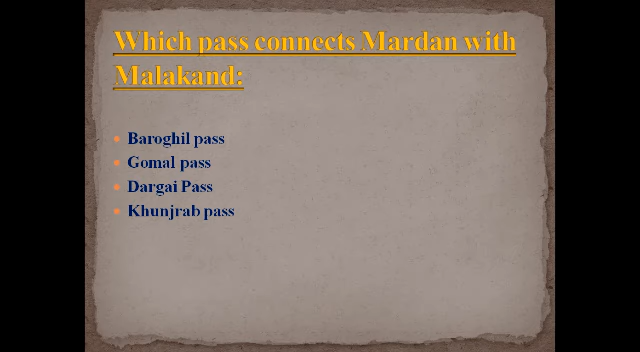 Which pass connects Mardan with
Malakand:
Baroghil pass
Gomal pass
Dargai Pass
Khunjrab pass